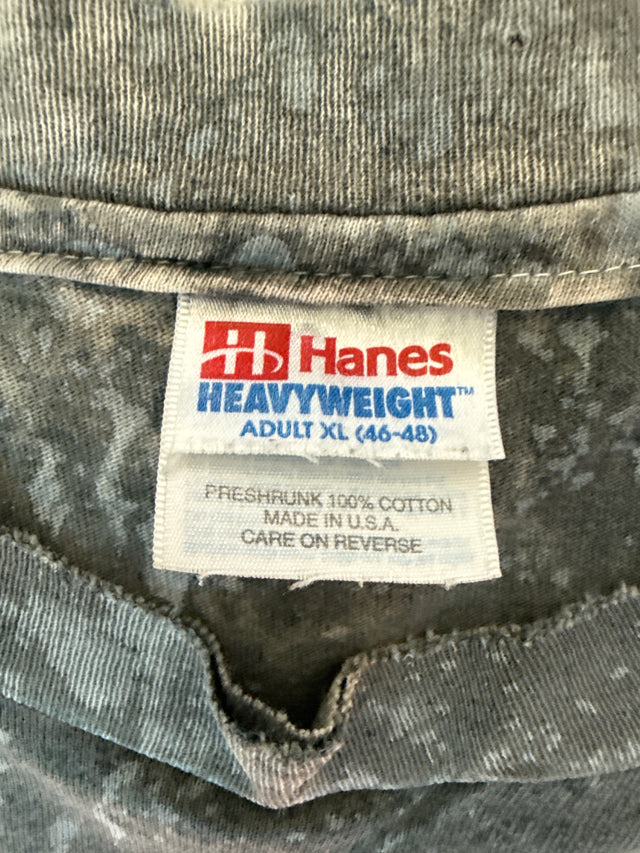 Hanes
HEAVYWEIGHT™
ADULT XL (46-48)
PRESHRUNK 100% COTTON
MADE IN U.S.A.
CARE ON REVERSE